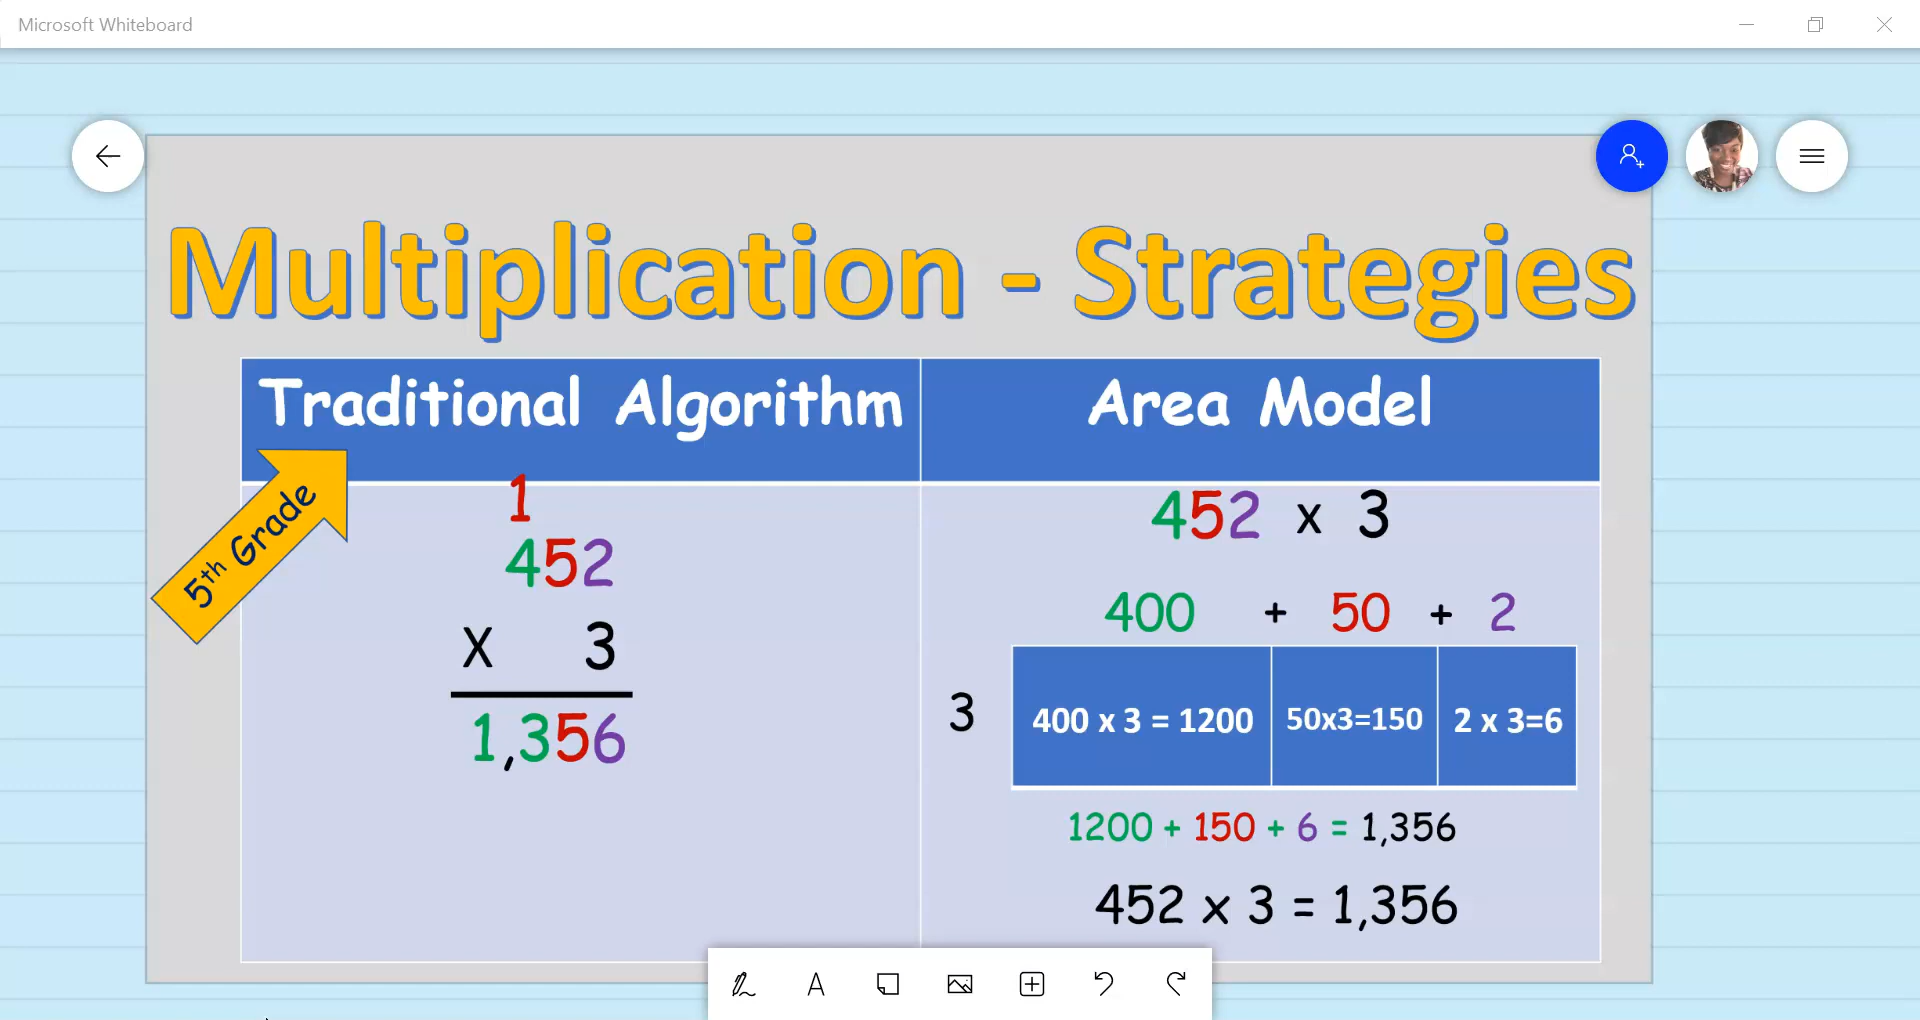 Microsoft Whiteboard
Multiplication - Strategies
Traditional Algorithm
Area Model
5th Grade
1
452
X 3
1,356
452 x 3
400 + 50 + 2
3
400 x 3 = 1200
50x3=150
2 x 3=6
1200 + 150 + 6 = 1,356
452 x 3 = 1,356